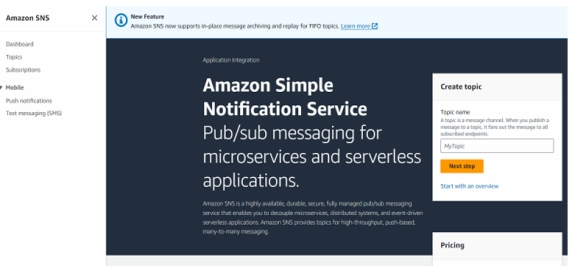 Amazon SNS
Dashboard
Topics
Subscriptions
Mobile
Push notifications
Text messaging (SMS)
New Feature
Amazon SNS now supports in-place message archiving and replay for FIFO topics. Learn more
Application Integration
Amazon Simple
Notification Service
Pub/sub messaging for
microservices and serverless
applications.
Amazon SNS is a highly available, durable, secure, fully managed pub/sub messaging
service that enables you to decouple microservices, distributed systems, and event-driven
serverless applications. Amazon SNS provides topics for high-throughput, push-based,
many-to-many messaging.
Create topic
Topic name
A topic is a message channel. When you publish a
message to a topic, it fans out the message to all
subscribed endpoints.
MyTopic
Next step
Start with an overview
Pricing